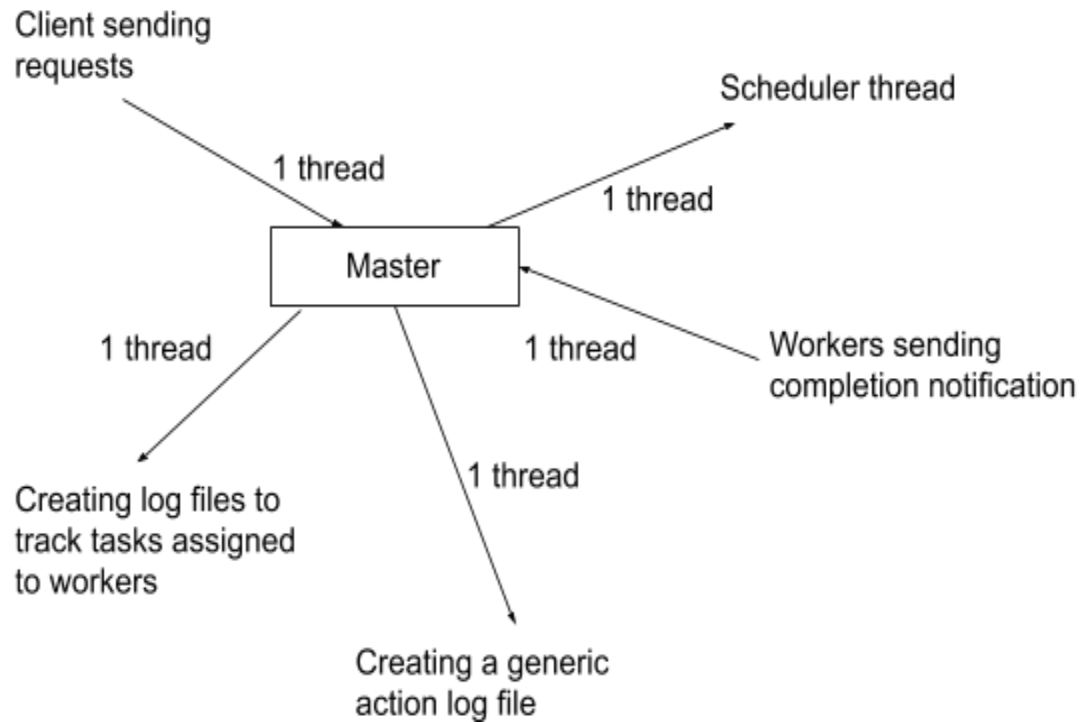 Client sending
requests
Scheduler thread
1 thread
1 thread
Master
1 thread
1 thread
Workers sending
completion notification
1 thread
Creating log files to
track tasks assigned
to workers
Creating a generic
action log file